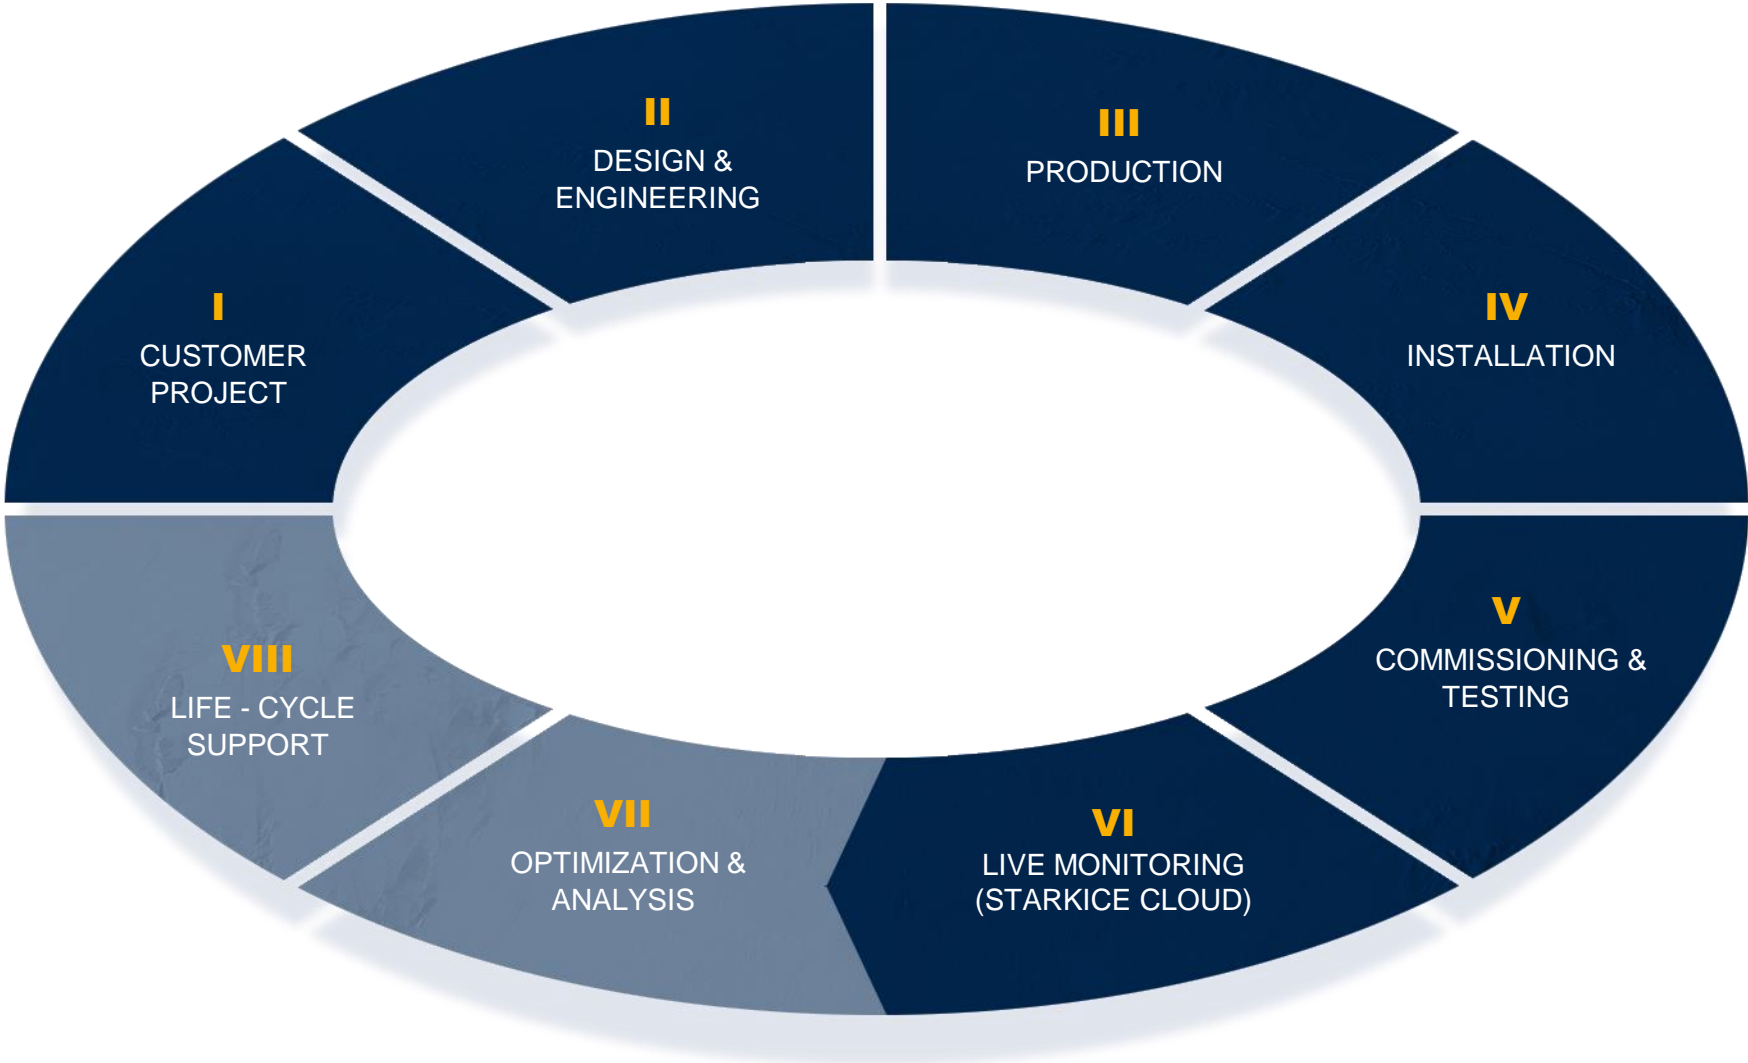 I
CUSTOMER
PROJECT
II
DESIGN &
ENGINEERING
III
PRODUCTION
IV
INSTALLATION
V
COMMISSIONING &
TESTING
VI
LIVE MONITORING
(STARKICE CLOUD)
VII
OPTIMIZATION &
ANALYSIS
VIII
LIFE - CYCLE
SUPPORT